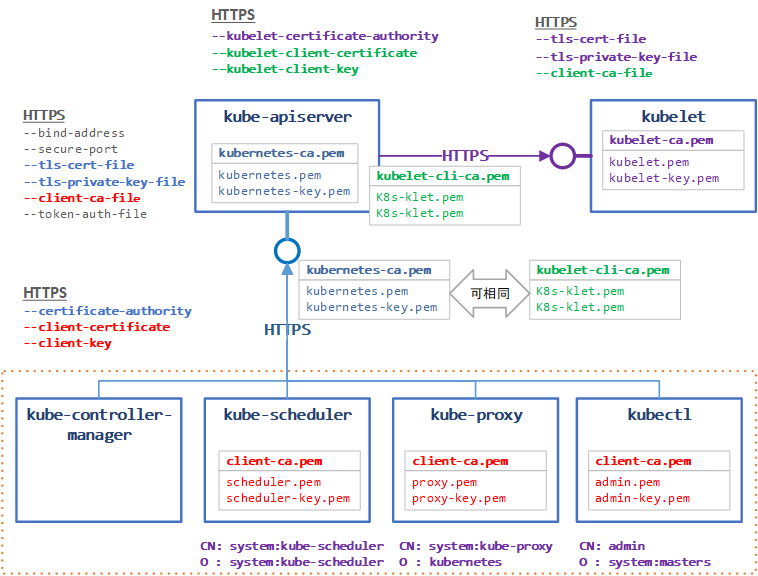 HTTPS
--kubelet-certificate-authority
--kubelet-client-certificate
--kubelet-client-key
HTTPS
--tls-cert-file
--tls-private-key-file
--client-ca-file
HTTPS
--bind-address
--secure-port
--tls-cert-file
--tls-private-key-file
--client-ca-file
--token-auth-file
kube-apiserver
kubernetes-ca.pem
kubernetes.pem
kubernetes-key.pem
HTTPS
kubelet-cli-ca.pem
K8s-klet.pem
K8s-klet.pem
kubelet
kubelet-ca.pem
kubelet.pem
kubelet-key.pem
kubernetes-ca.pem
kubernetes.pem
kubernetes-key.pem
可相同
kubelet-cli-ca.pem
K8s-klet.pem
K8s-klet.pem
HTTPS
--certificate-authority
--client-certificate
--client-key
HTTPS
kube-controller-
manager
kube-scheduler
client-ca.pem
scheduler.pem
scheduler-key.pem
kube-proxy
client-ca.pem
proxy.pem
proxy-key.pem
kubectl
client-ca.pem
admin.pem
admin-key.pem
CN: system:kube-scheduler
O : system:kube-scheduler
CN: system:kube-proxy
O : kubernetes
CN: admin
O : system:masters